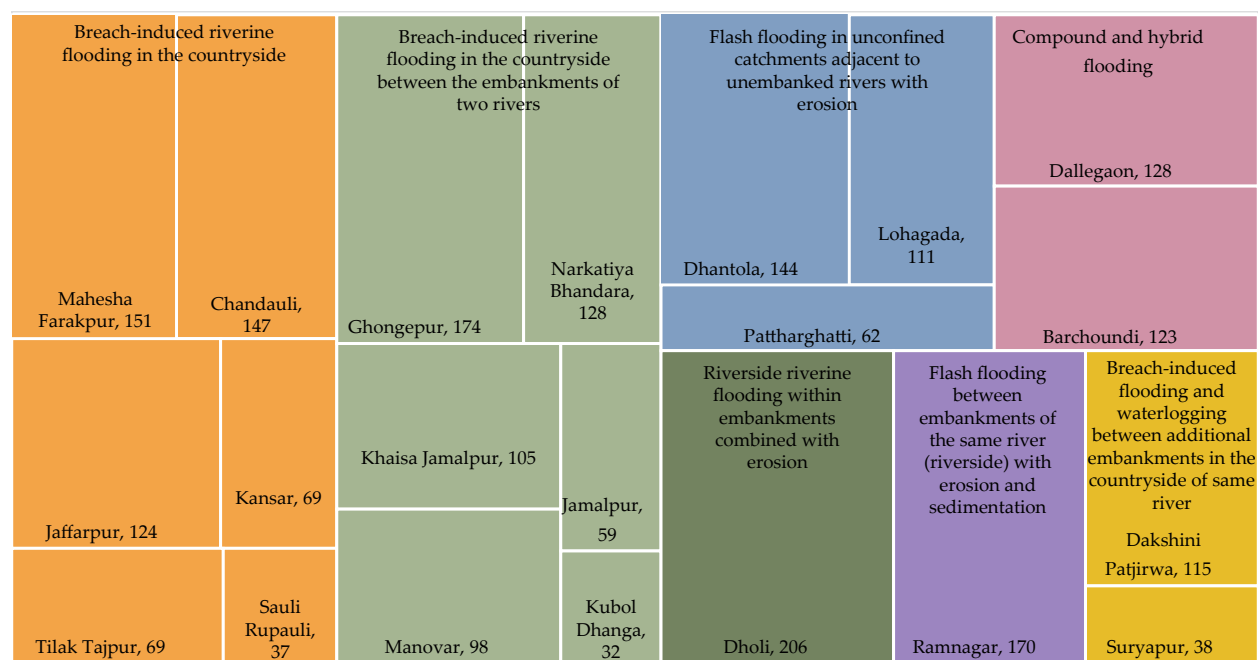 Breach-induced riverine
flooding in the countryside
Mahesha
Farakpur, 151
Chandauli,
147
Jaffarpur, 124
Kansar, 69
Tilak Tajpur, 69
Sauli
Rupauli,
37
Breach-induced riverine
flooding in the countryside
between the embankments of
two rivers
Ghongepur, 174
Narkatiya
Bhandara,
128
Khaisa Jamalpur, 105
Jamalpur,
59
Manovar, 98
Kubol
Dhanga,
32
Flash flooding in unconfined
catchments adjacent to
unembanked rivers with
erosion
Dhantola, 144
Lohagada,
111
Pattharghatti, 62
Compound and hybrid
flooding
Dallegaon, 128
Barchoundi, 123
Riverside riverine
flooding within
embankments
combined with
erosion
Dholi, 206
Flash flooding
between
embankments of
the same river
(riverside) with
erosion and
sedimentation
Ramnagar, 170
Breach-induced
flooding and
waterlogging
between additional
embankments in the
countryside of same
river
Dakshini
Patjirwa, 115
Suryapur, 38